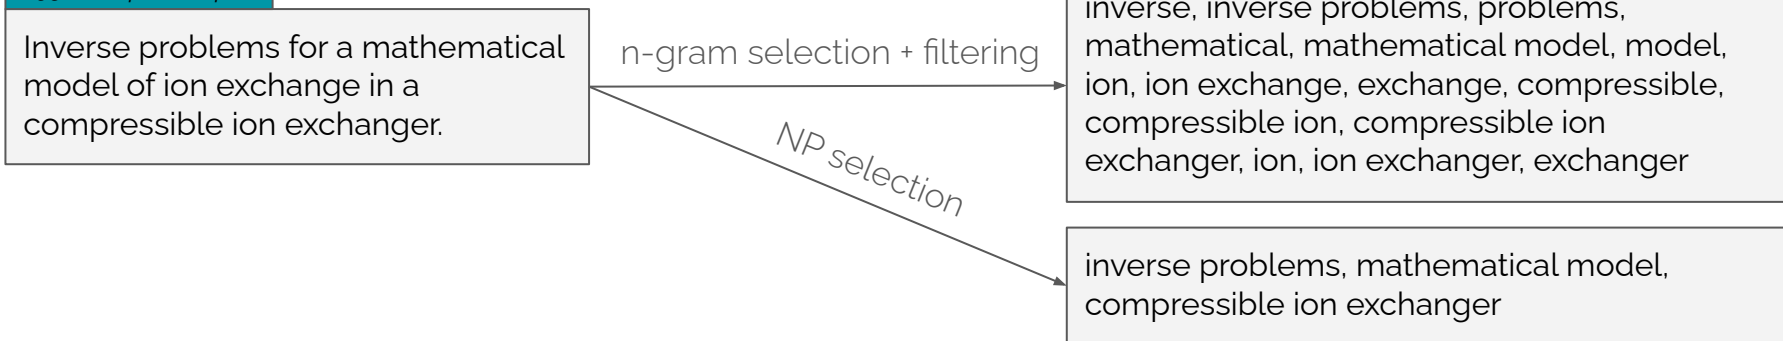 Inverse problems for a mathematical
model of ion exchange in a
compressible ion exchanger.
n-gram selection + filtering
NP selection
inverse, inverse problems, problems,
mathematical, mathematical model, model,
ion, ion exchange, exchange, compressible,
compressible ion, compressible ion
exchanger, ion, ion exchanger, exchanger
inverse problems, mathematical model,
compressible ion exchanger